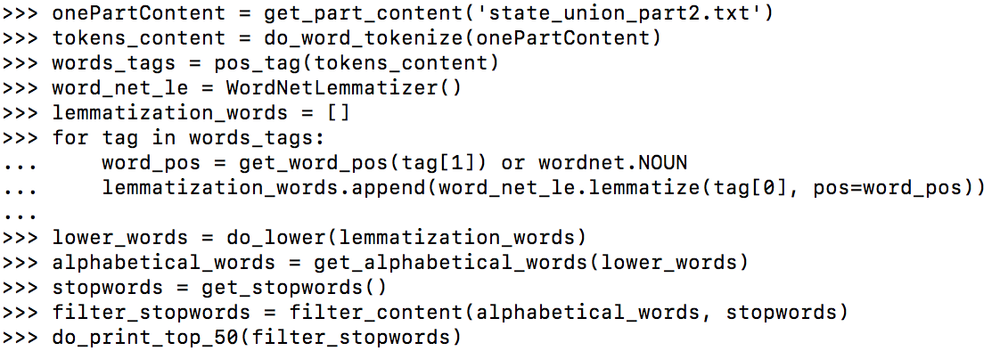 >>> onePartContent = get_part_content('state_union_part2.txt')
>>> tokens_content = do_word_tokenize(onePartContent)
>>> words_tags = pos_tag(tokens_content)
>>> word_net_le = WordNetLemmatizer()
>>> lemmatization_words = []
>>> for tag in words_tags:
...     word_pos = get_word_pos(tag[1]) or wordnet.NOUN
...     lemmatization_words.append(word_net_le.lemmatize(tag[0], pos=word_pos))
...
>>> lower_words = do_lower(lemmatization_words)
>>> alphabetical_words = get_alphabetical_words(lower_words)
>>> stopwords = get_stopwords()
>>> filter_stopwords = filter_content(alphabetical_words, stopwords)
>>> do_print_top_50(filter_stopwords)